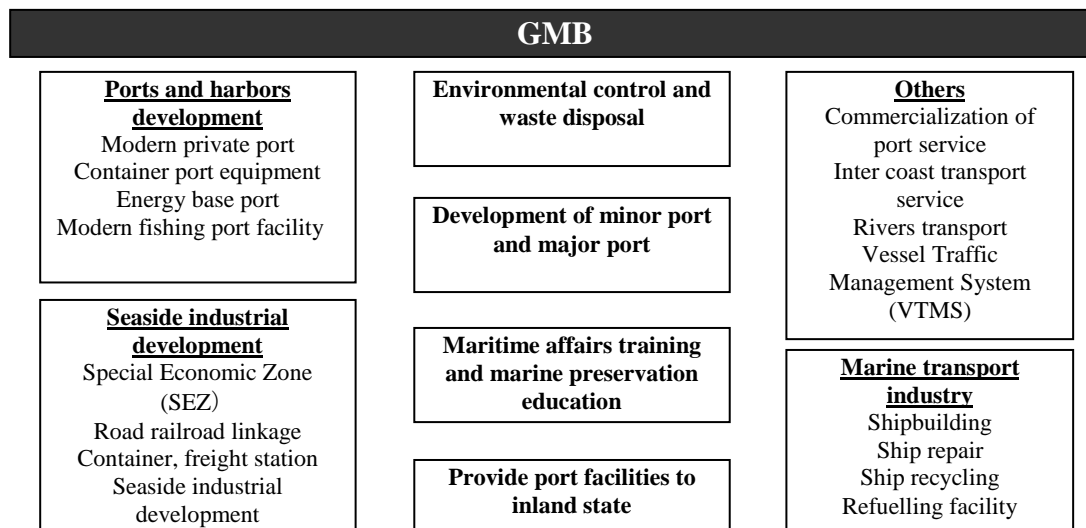 GMB
Ports and harbors
development
Modern private port
Container port equipment
Energy base port
Modern fishing port facility
Seaside industrial
development
Special Economic Zone
(SEZ）
Road railroad linkage
Container, freight station
Seaside industrial
development
Environmental control and
waste disposal
Development of minor port
and major port
Maritime affairs training
and marine preservation
education
Provide port facilities to
inland state
Others
Commercialization of
port service
Inter coast transport
service
Rivers transport
Vessel Traffic
Management System
(VTMS)
Marine transport
industry
Shipbuilding
Ship repair
Ship recycling
Refuelling facility